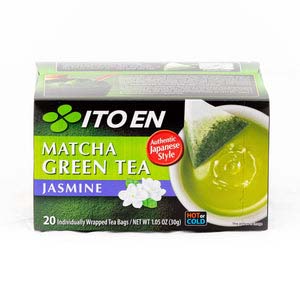 ITO EN
MATCHA
GREEN TEA
JASMINE
Authentic
Japanese
Style
20 Individually Wrapped Tea Bags / NET WT 1.05 OZ (30g)
HOT or
COLD